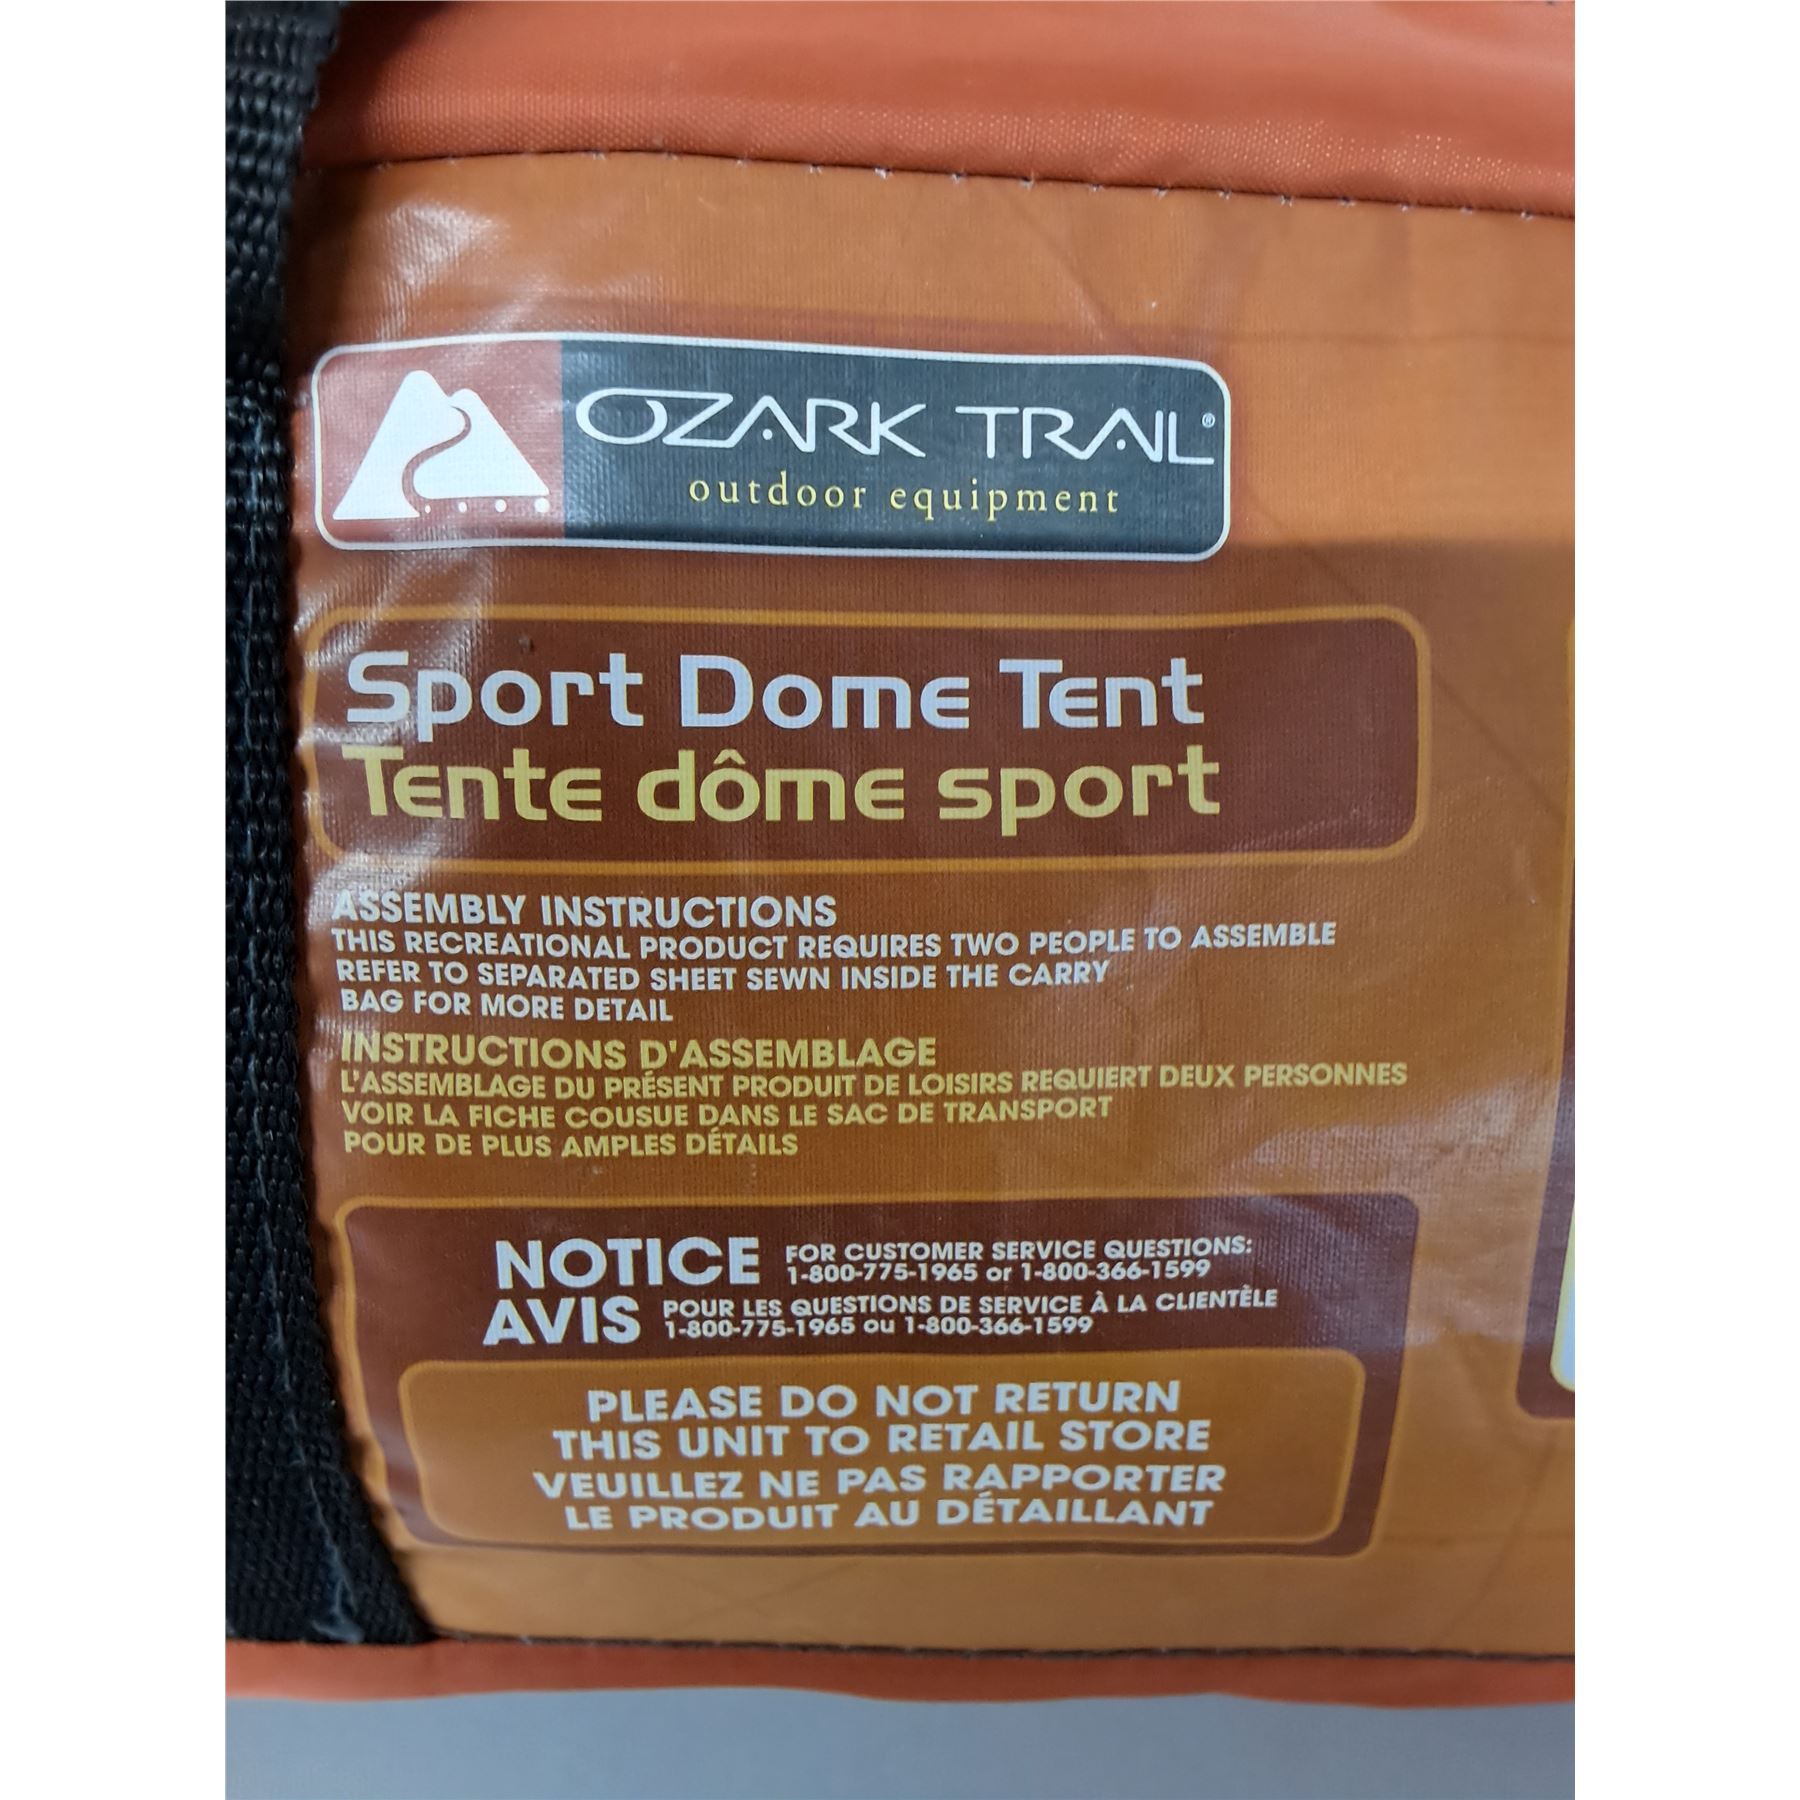 OZARK TRAIL®
outdoor equipment
Sport Dome Tent
Tente dôme sport
ASSEMBLY INSTRUCTIONS
THIS RECREATIONAL PRODUCT REQUIRES TWO PEOPLE TO ASSEMBLE
REFER TO SEPARATED SHEET SEWN INSIDE THE CARRY
BAG FOR MORE DETAIL
INSTRUCTIONS D'ASSEMBLAGE
L'ASSEMBLAGE DU PRÉSENT PRODUIT DE LOISIRS REQUIERT DEUX PERSONNES
VOIR LA FICHE COUSUE DANS LE SAC DE TRANSPORT
POUR DE PLUS AMPLES DÉTAILS
NOTICE FOR CUSTOMER SERVICE QUESTIONS:
1-800-775-1965 or 1-800-366-1599
AVIS POUR LES QUESTIONS DE SERVICE À LA CLIENTÈLE
1-800-775-1965 ou 1-800-366-1599
PLEASE DO NOT RETURN
THIS UNIT TO RETAIL STORE
VEUILLEZ NE PAS RAPPORTER
LE PRODUIT AU DÉTAILLANT